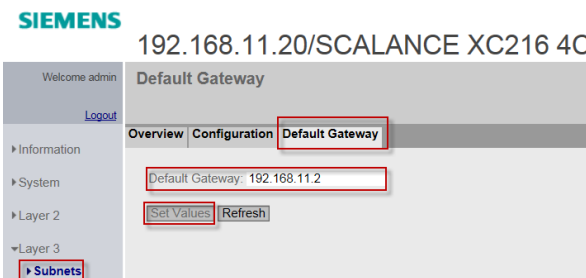 SIEMENS
192.168.11.20/SCALANCE XC216 4C
Welcome admin
Logout
Default Gateway
Overview Configuration Default Gateway
Default Gateway: 192.168.11.2
Set Values Refresh
Information
System
Layer 2
Layer 3
Subnets